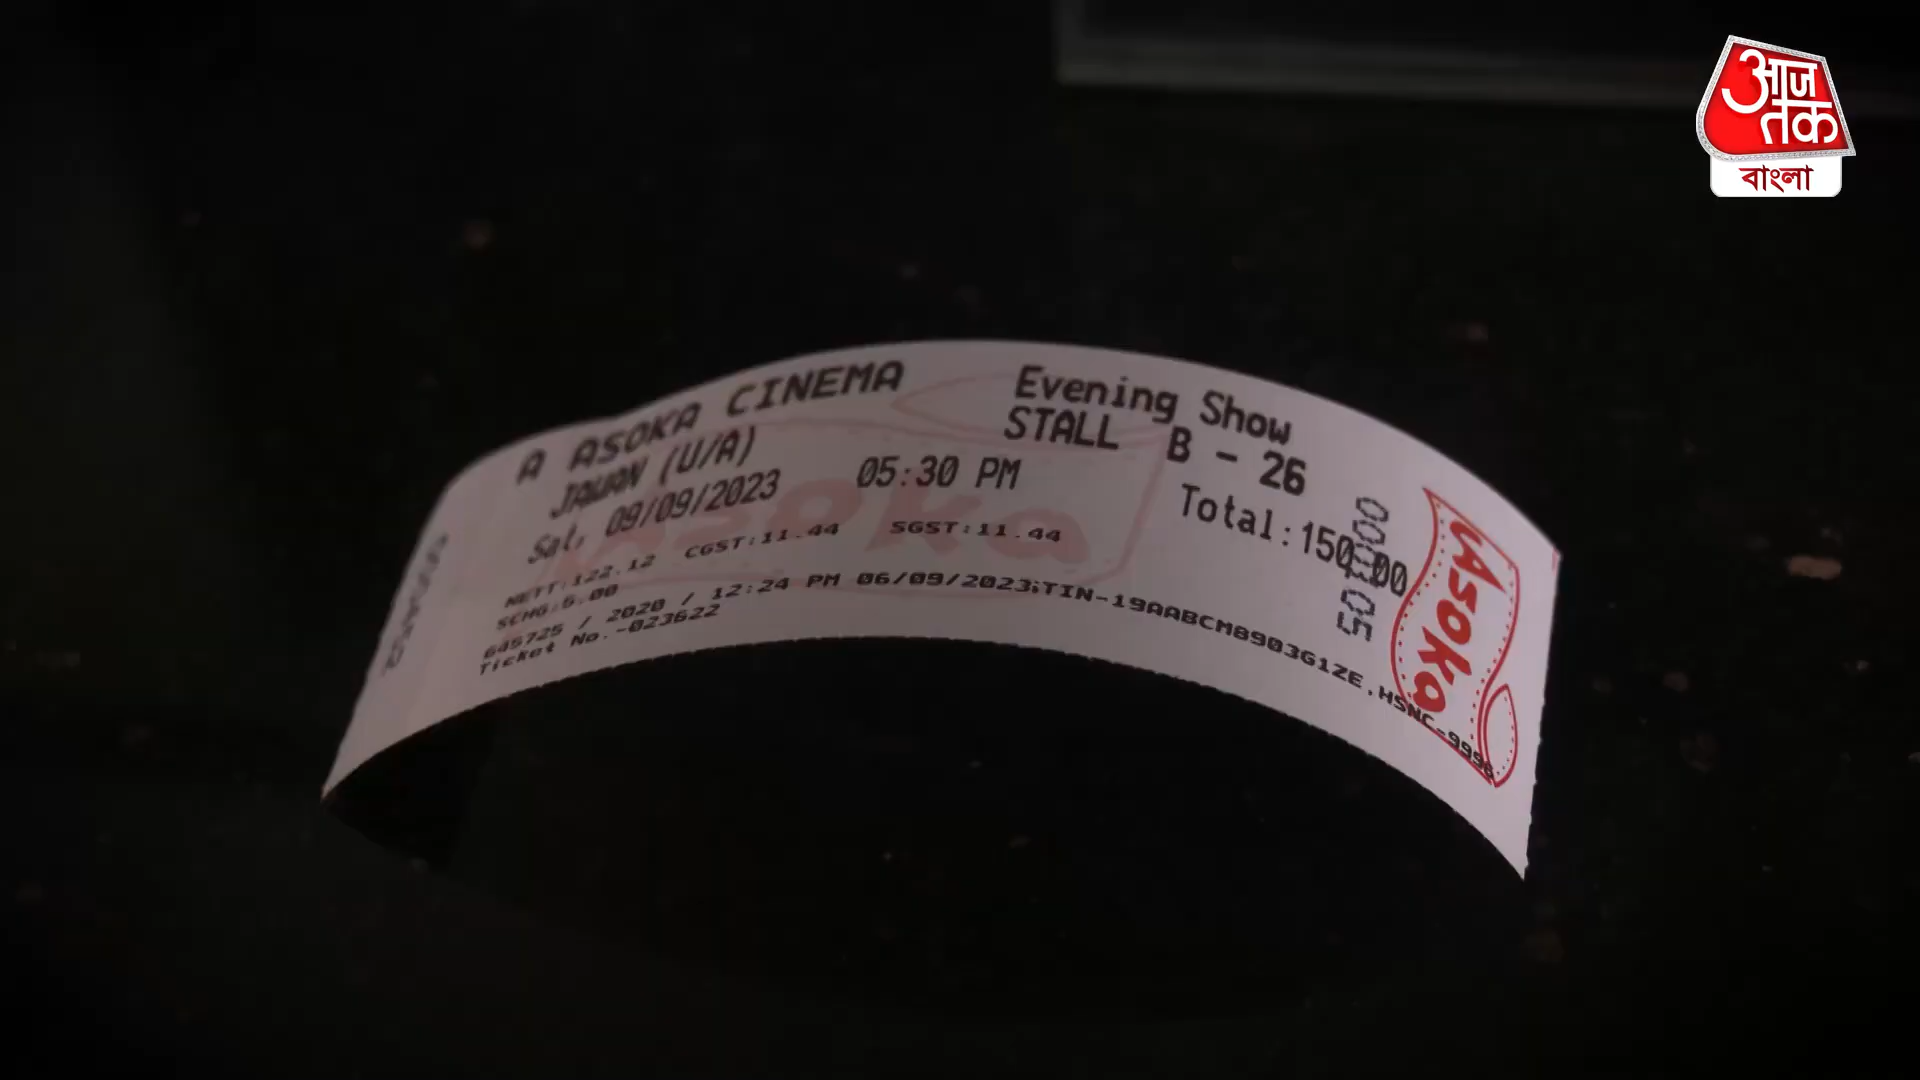 आज
तक
বাংলা
A ASOKA CINEMA
JAWAN (U/A)
Sat, 09/09/2023 05:30 PM
Evening Show
STALL B - 26
Total:150.00
NETT:122.12 CGST:11.44 SGST:11.44
SCHG:5.00
645725 / 2020 / 12:24 PM 06/09/2023;TIN-19AABCM8903G1ZE,HSNC-9996
Ticket No.-023622
Asoka
Asoka